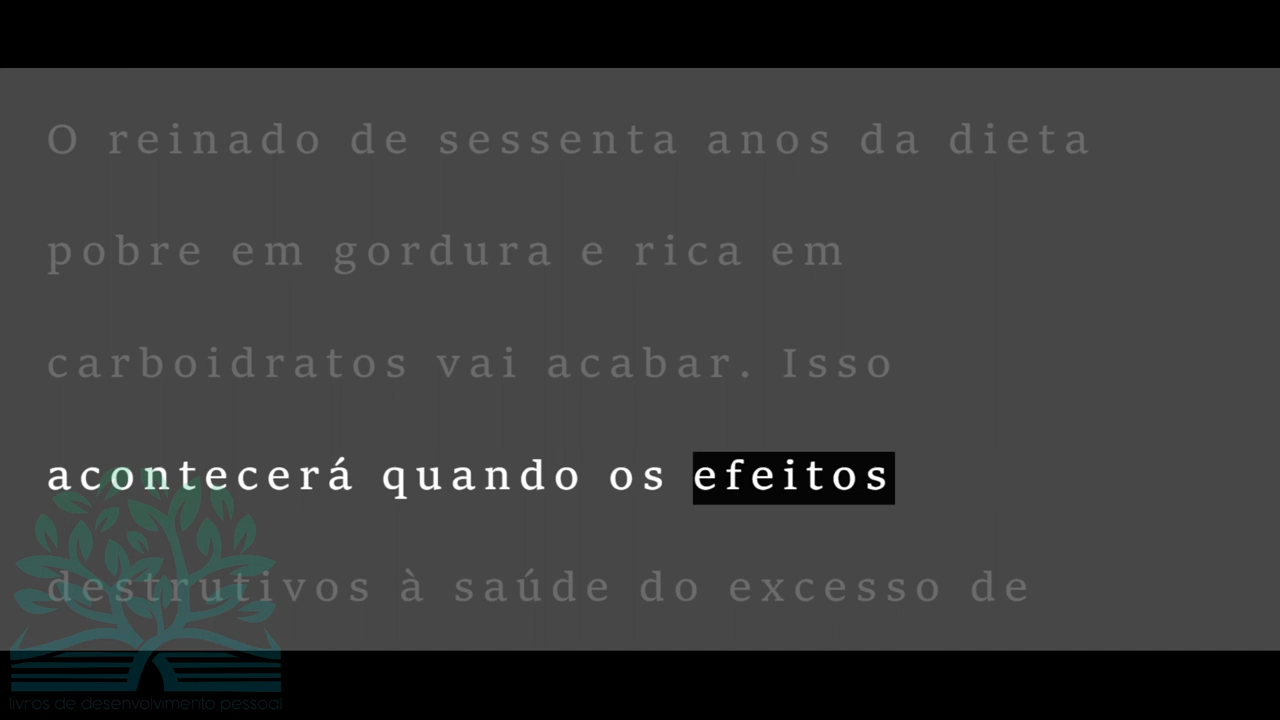 O reinado de sessenta anos da dieta
pobre em gordura e rica em
carboidratos vai acabar. Isso
acontecerá quando os efeitos
destrutivos à saúde do excesso de
livros de desenvolvimento pessoal